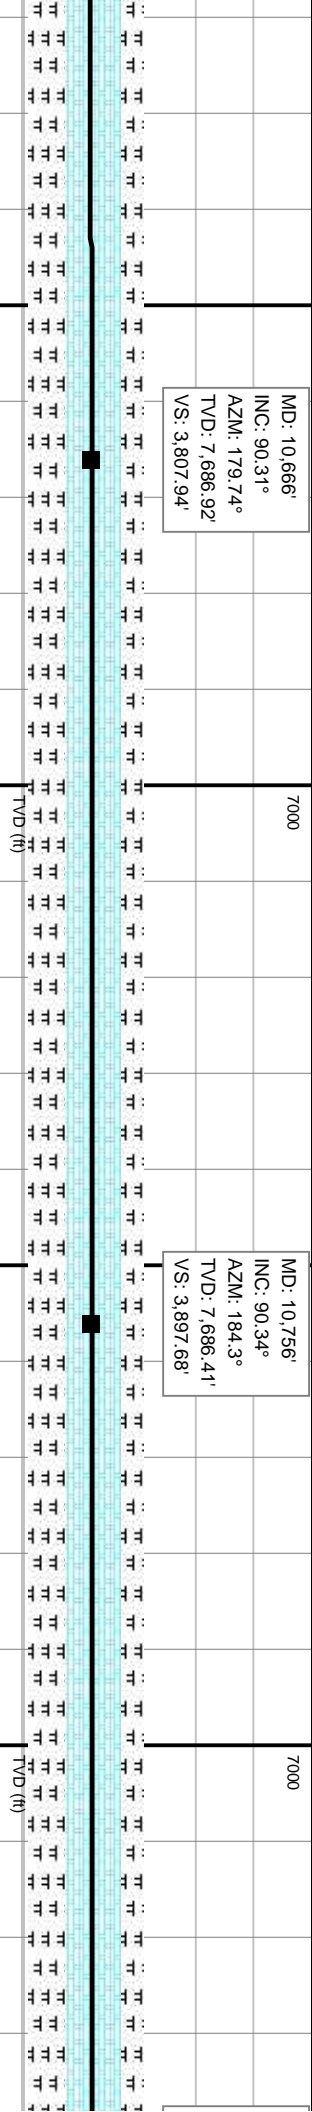 MD: 10,666'
INC: 90.31°
AZM: 179.74°
TVD: 7,686.92'
VS: 3,807.94'
7000
TVD (ft)
MD: 10,756'
INC: 90.34°
AZM: 184.3°
TVD: 7,686.41'
VS: 3,897.68'
7000
TVD (ft)